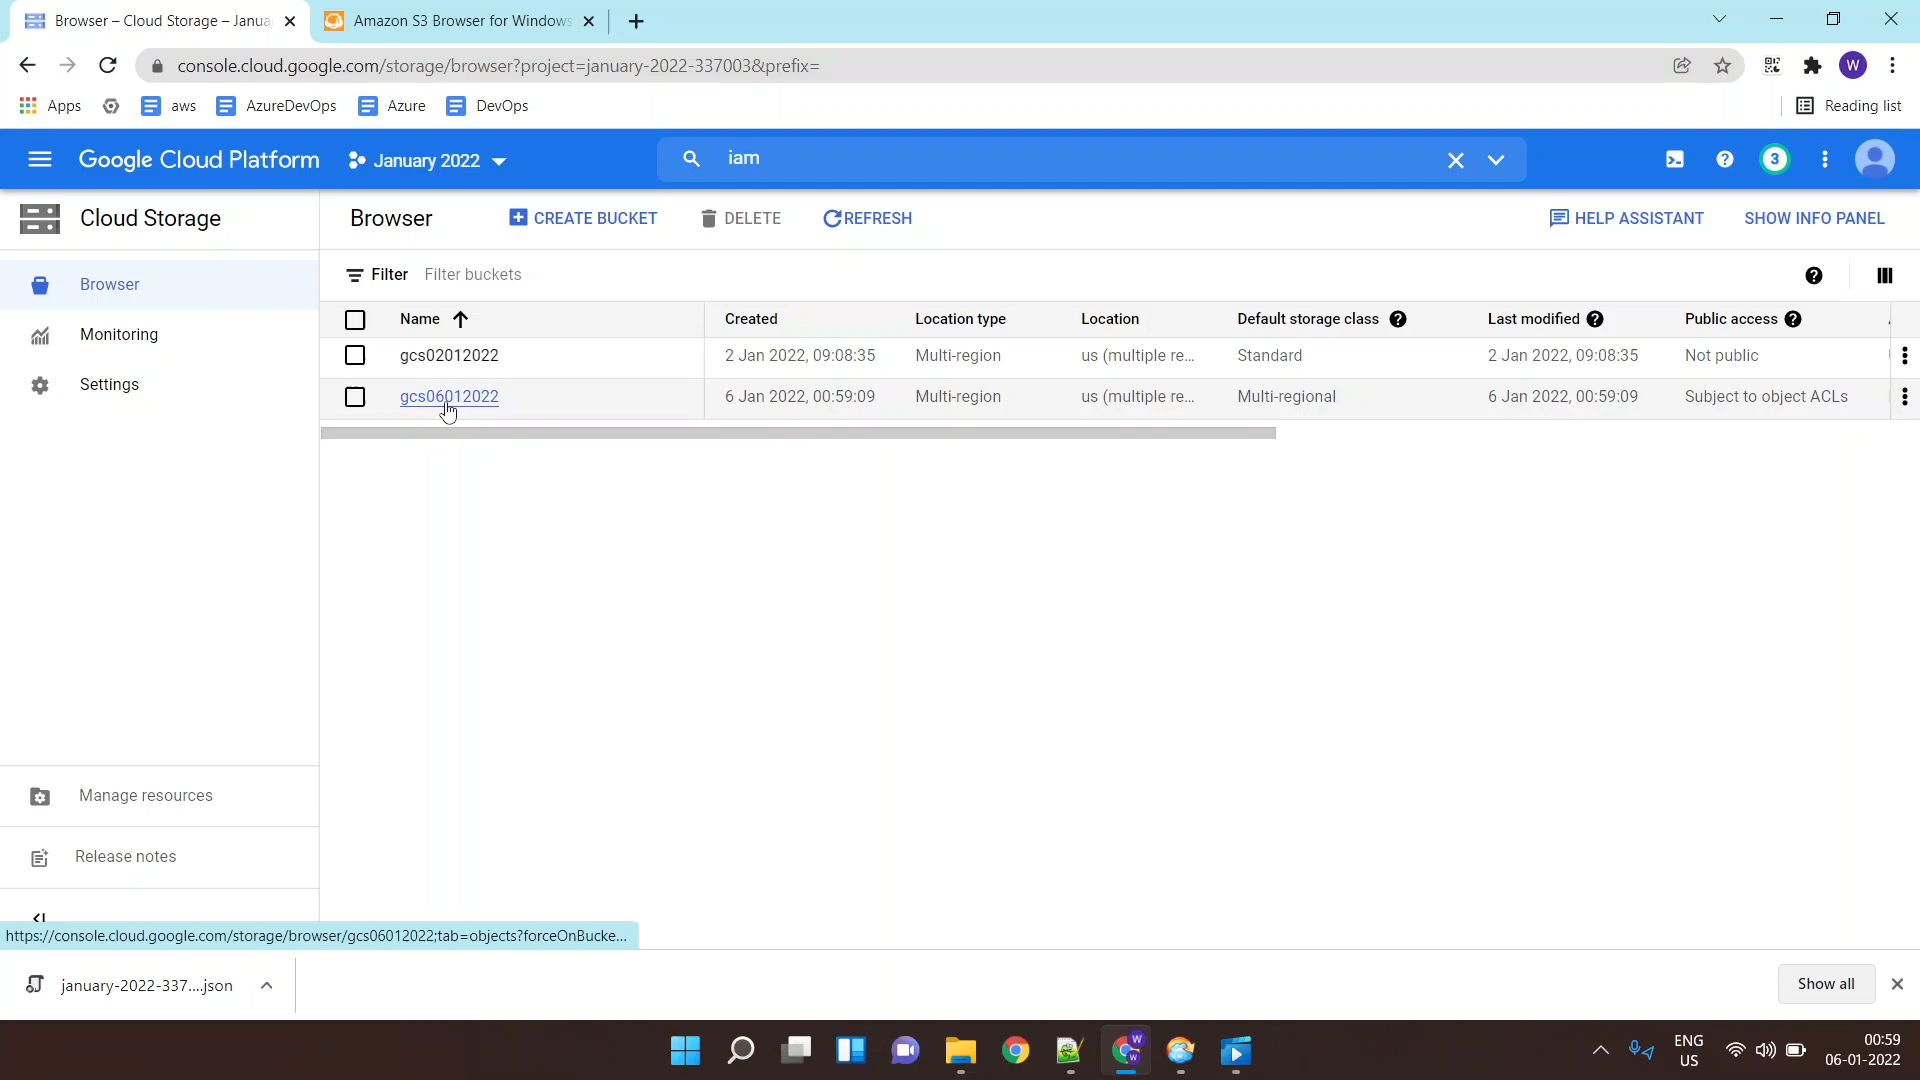 Browser – Cloud Storage – Janua
Amazon S3 Browser for Windows
console.cloud.google.com/storage/browser?project=january-2022-337003&prefix=
W
Apps
aws
AzureDevOps
Azure
DevOps
Reading list
Google Cloud Platform
January 2022
iam
3
Cloud Storage
Browser
CREATE BUCKET
DELETE
REFRESH
HELP ASSISTANT
SHOW INFO PANEL
Browser
Monitoring
Settings
Filter Filter buckets
Name Created Location type Location Default storage class Last modified Public access
gcs02012022 2 Jan 2022, 09:08:35 Multi-region us (multiple re... Standard 2 Jan 2022, 09:08:35 Not public
gcs06012022 6 Jan 2022, 00:59:09 Multi-region us (multiple re... Multi-regional 6 Jan 2022, 00:59:09 Subject to object ACLs
Manage resources
Release notes
https://console.cloud.google.com/storage/browser/gcs06012022;tab=objects?forceOnBucke...
january-2022-337....json
Show all
W
W
ENG
US
00:59
06-01-2022